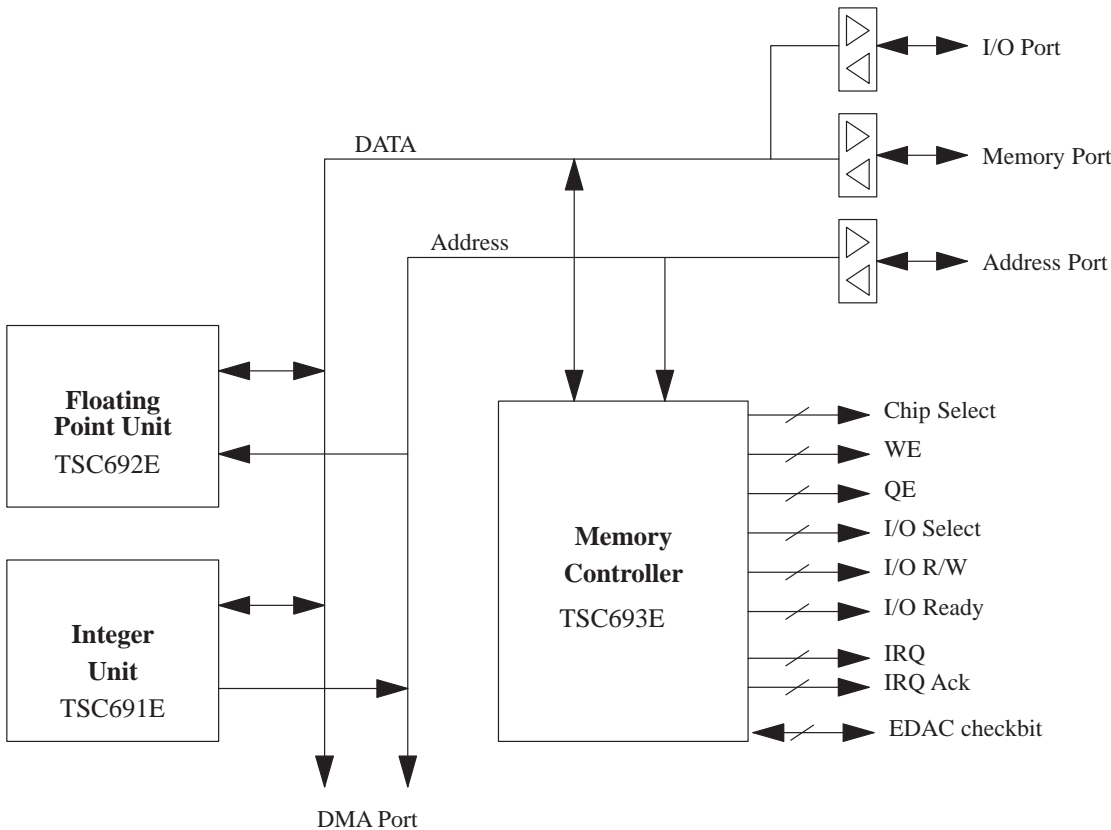 I/O Port
DATA
Memory Port
Address
Address Port
Floating
Point Unit
TSC692E
Integer
Unit
TSC691E
Memory
Controller
TSC693E
Chip Select
WE
QE
I/O Select
I/O R/W
I/O Ready
IRQ
IRQ Ack
EDAC checkbit
DMA Port